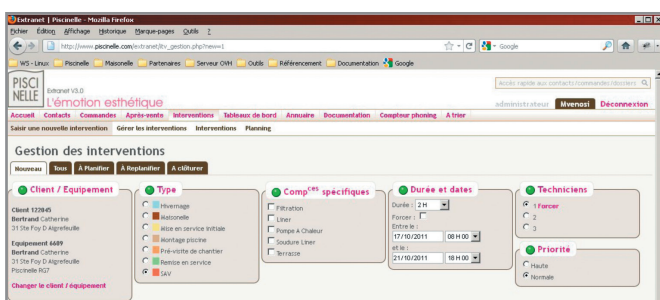 Extranet | Piscinelle - Mozilla Firefox
Fichier Édition Affichage Historique Marque-pages Outils ?
http://www.piscinelle.com/extranet/itv_gestion.php?new=1
Google
WS - Linux Piscinelle Maisonelle Partenaires Serveur OVH Outils Référencement Documentation Google
PISCI
NELLE
Extranet V3.0
L'émotion esthétique
Accès rapide aux contacts/commandes/dossiers
administrateur Mvenosi Déconnexion
Accueil Contacts Commandes Après-vente Interventions Tableaux de bord Annuaire Documentation Compteur phoning A trier
Saisir une nouvelle intervention Gérer les interventions Interventions Planning
Gestion des interventions
Nouveau Tous À Planifier À Replanifier A clôturer
Client / Equipement
Client 122045
Bertrand Catherine
31 Ste Foy D Aigrefeuille
Equipement 6609
Bertrand Catherine
31 Ste Foy D Aigrefeuille
Piscinelle RG7
Changer le client / équipement
Type
Hivernage
Maisonelle
Mise en service initiale
Montage piscine
Pré-visite de chantier
Remise en service
SAV
Compces spécifiques
Filtration
Liner
Pompe A Chaleur
Soudure Liner
Terrasse
Durée et dates
Durée : 2 H
Forcer :
Entre le :
17/10/2011 08 H 00
et le :
21/10/2011 18 H 00
Techniciens
1 Forcer
2
3
Priorité
Haute
Normale